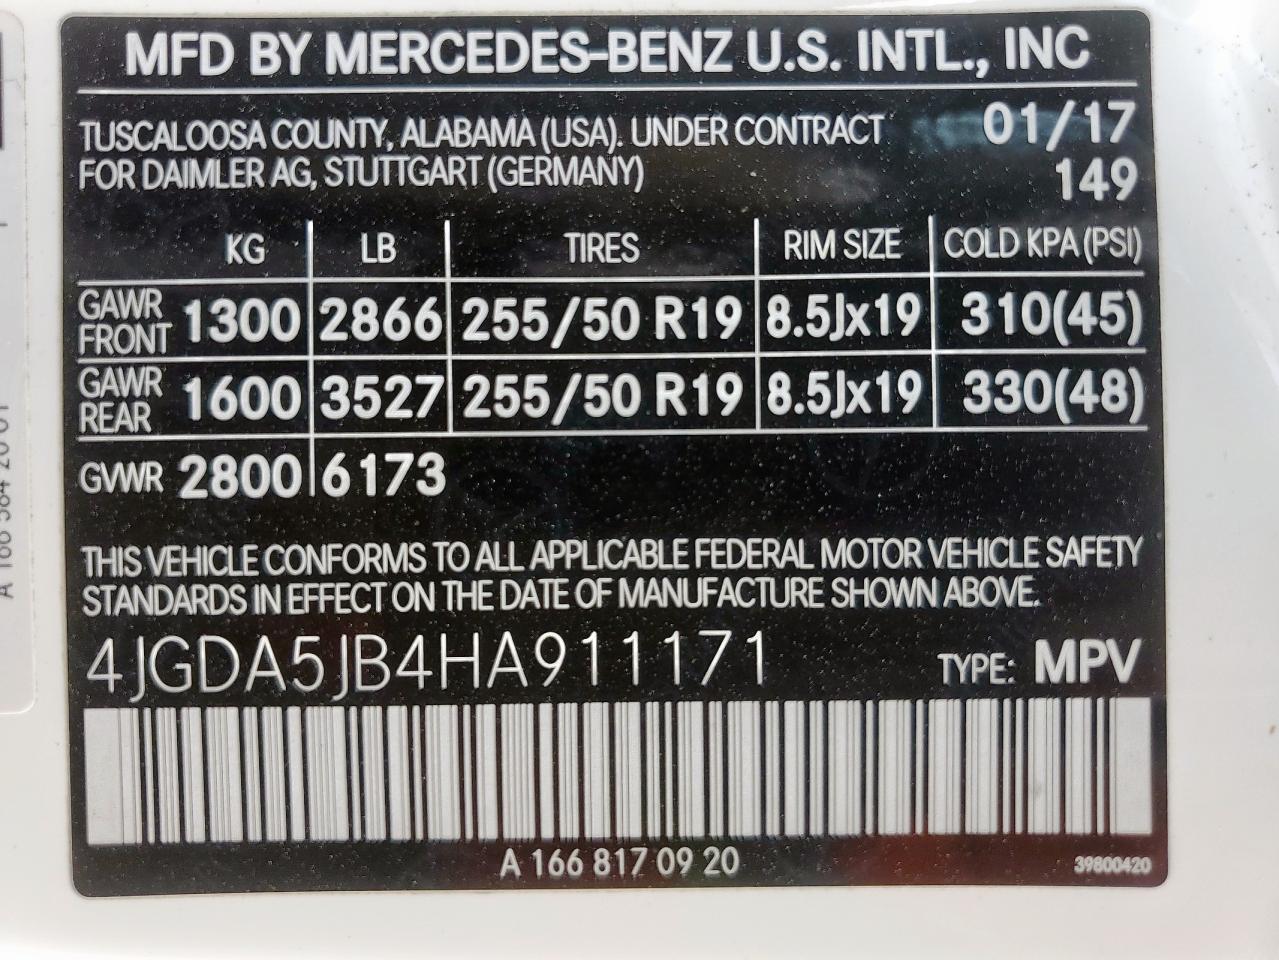 MFD BY MERCEDES-BENZ U.S. INTL., INC
TUSCALOOSA COUNTY, ALABAMA (USA). UNDER CONTRACT 01/17
FOR DAIMLER AG, STUTTGART (GERMANY) 149
KG LB TIRES RIM SIZE COLD KPA (PSI)
GAWR FRONT 1300 2866 255/50 R19 8.5Jx19 310(45)
GAWR REAR 1600 3527 255/50 R19 8.5Jx19 330(48)
GVWR 2800 6173
THIS VEHICLE CONFORMS TO ALL APPLICABLE FEDERAL MOTOR VEHICLE SAFETY
STANDARDS IN EFFECT ON THE DATE OF MANUFACTURE SHOWN ABOVE.
4JGDA5JB4HA911171 TYPE: MPV
A 166 817 09 20 39800420